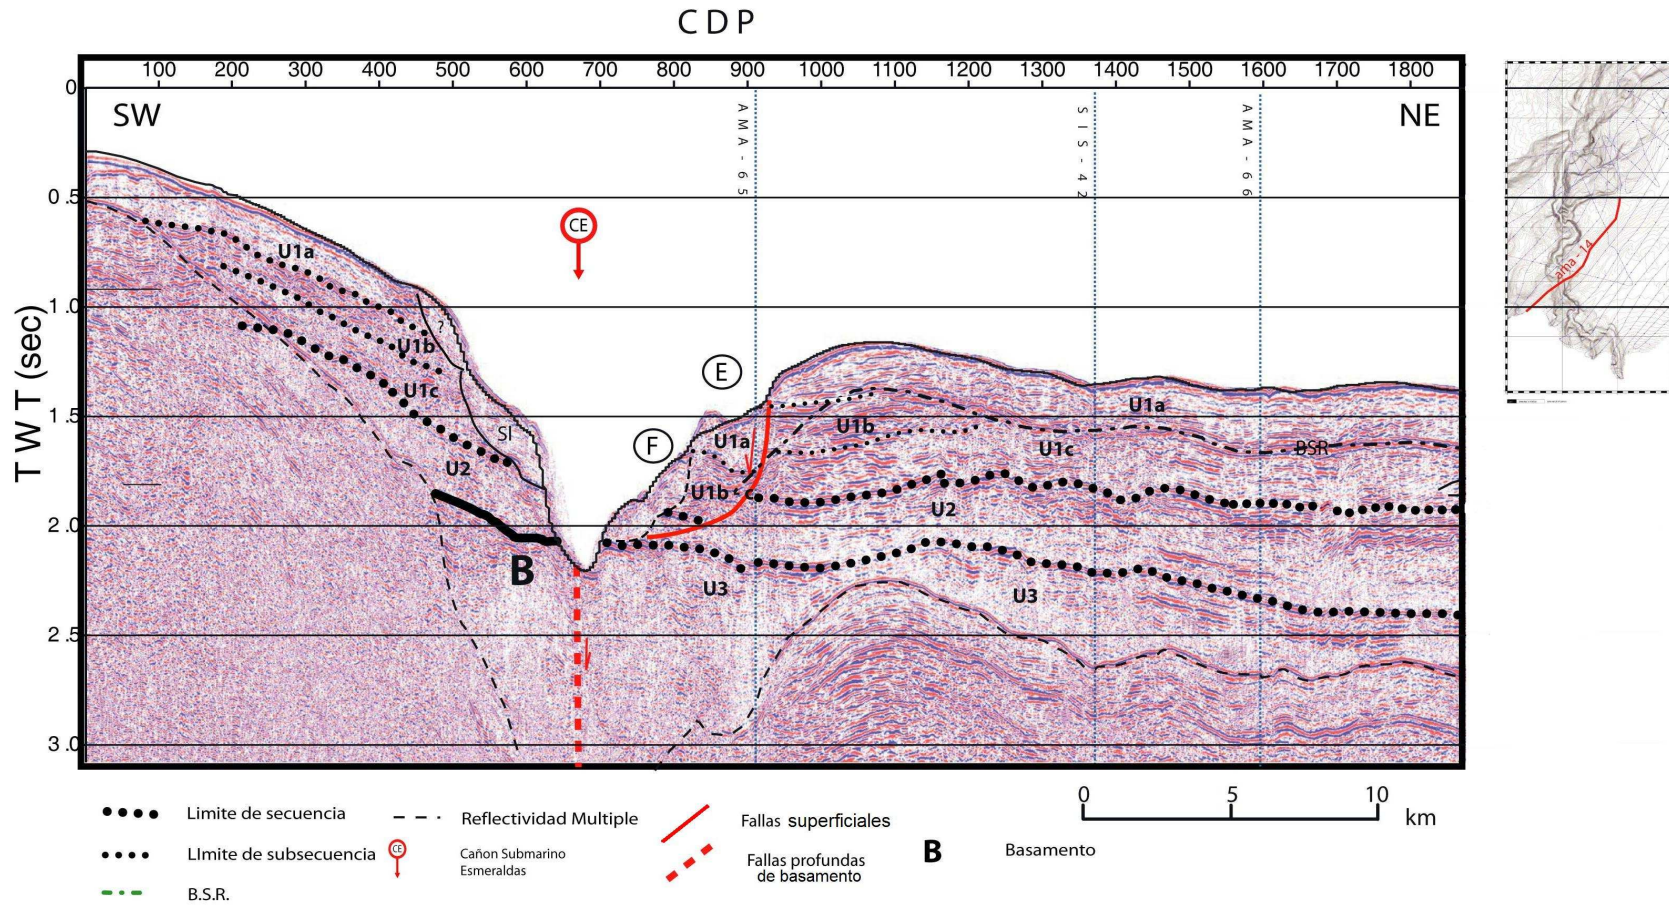 CDP
100 200 300 400 500 600 700 800 900 1000 1100 1200 1300 1400 1500 1600 1700 1800
SW
NE
TWT (sec)
0
0.5
1.0
1.5
2.0
2.5
3.0
AMA-65
SIS-42
AMA-66
CE
U1a
?
U1b
U1c
SI
U2
B
E
F
U1a
U1b-c
U1a
U1b
U1c
BSR
U2
U3
U3
ama-14
Limite de secuencia
LImite de subsecuencia
B.S.R.
Reflectividad Multiple
CE
Cañon Submarino
Esmeraldas
Fallas superficiales
Fallas profundas
de basamento
B
Basamento
0 5 10
km